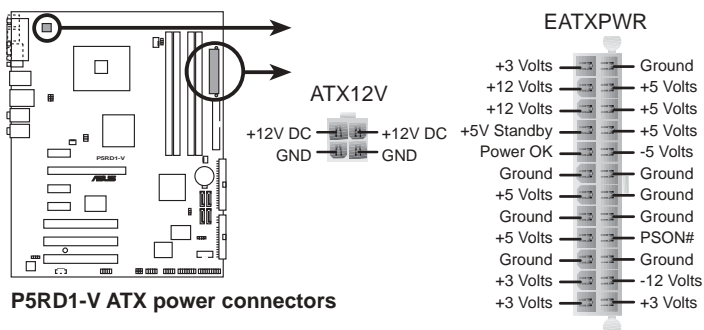 EATXPWR
+3 Volts Ground
+12 Volts +5 Volts
+12 Volts +5 Volts
+5V Standby +5 Volts
Power OK -5 Volts
Ground Ground
+5 Volts Ground
Ground Ground
+5 Volts PSON#
Ground Ground
+3 Volts -12 Volts
+3 Volts +3 Volts
ATX12V
+12V DC +12V DC
GND GND
P5RD1-V
ASUS
P5RD1-V ATX power connectors